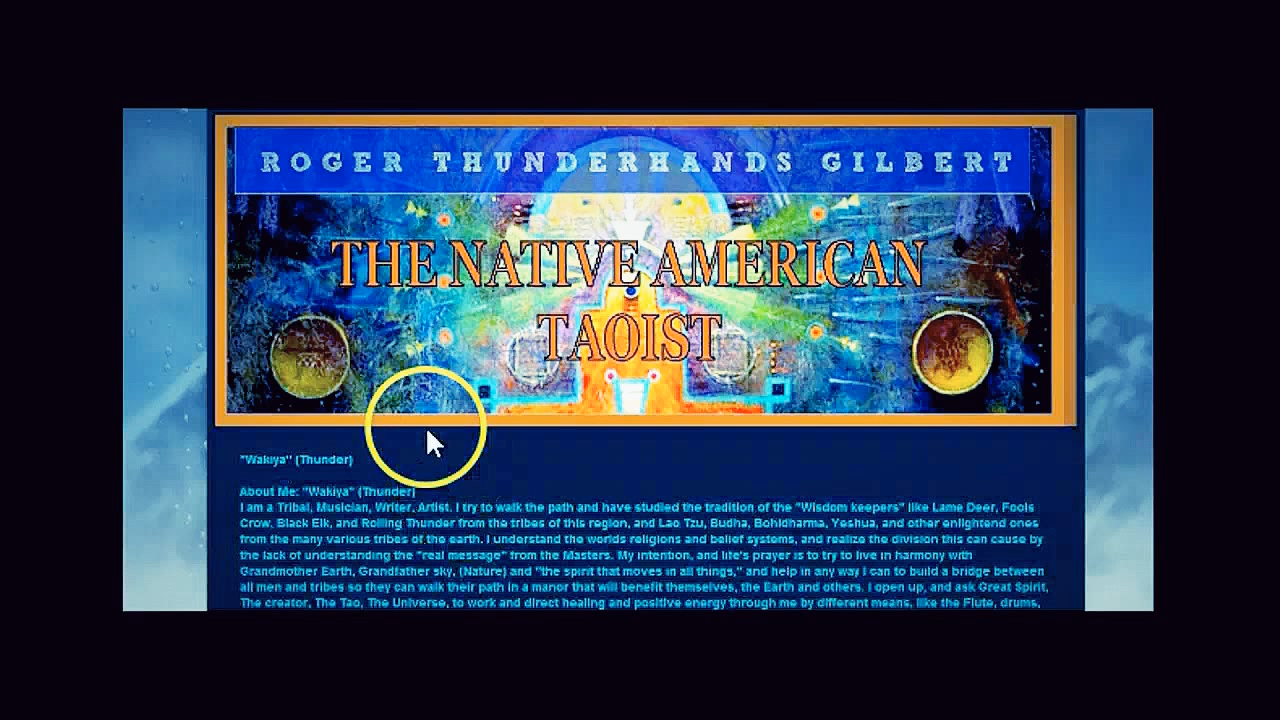 ROGER THUNDERHANDS GILBERT
THE NATIVE AMERICAN
TAOIST
"Wakiya" (Thunder)
About Me: "Wakiya" (Thunder)
I am a Tribal, Musician, Writer, Artist. I try to walk the path and have studied the tradition of the "Wisdom keepers" like Lame Deer, Fools
Crow, Black Elk, and Rolling Thunder from the tribes of this region, and Lao Tzu, Budha, Bohidharma, Yeshua, and other enlightend ones
from the many various tribes of the earth. I understand the worlds religions and belief systems, and realize the division this can cause by
the lack of understanding the "real message" from the Masters. My intention, and life's prayer is to try to live in harmony with
Grandmother Earth, Grandfather sky, (Nature) and "the spirit that moves in all things," and help in any way I can to build a bridge between
all men and tribes so they can walk their path in a manor that will benefit themselves, the Earth and others. I open up, and ask Great Spirit,
The creator, The Tao, The Universe, to work and direct healing and positive energy through me by different means, like the Flute, drums,